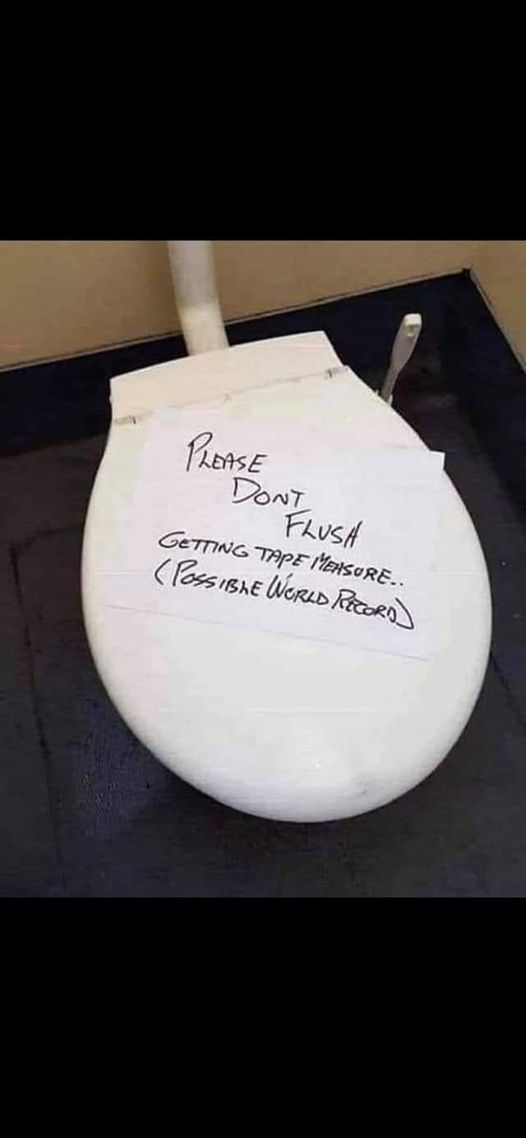 PLEASE
DONT
FLUSH
GETTING TAPE MEASURE..
(POSSIBLE WORLD RECORD)